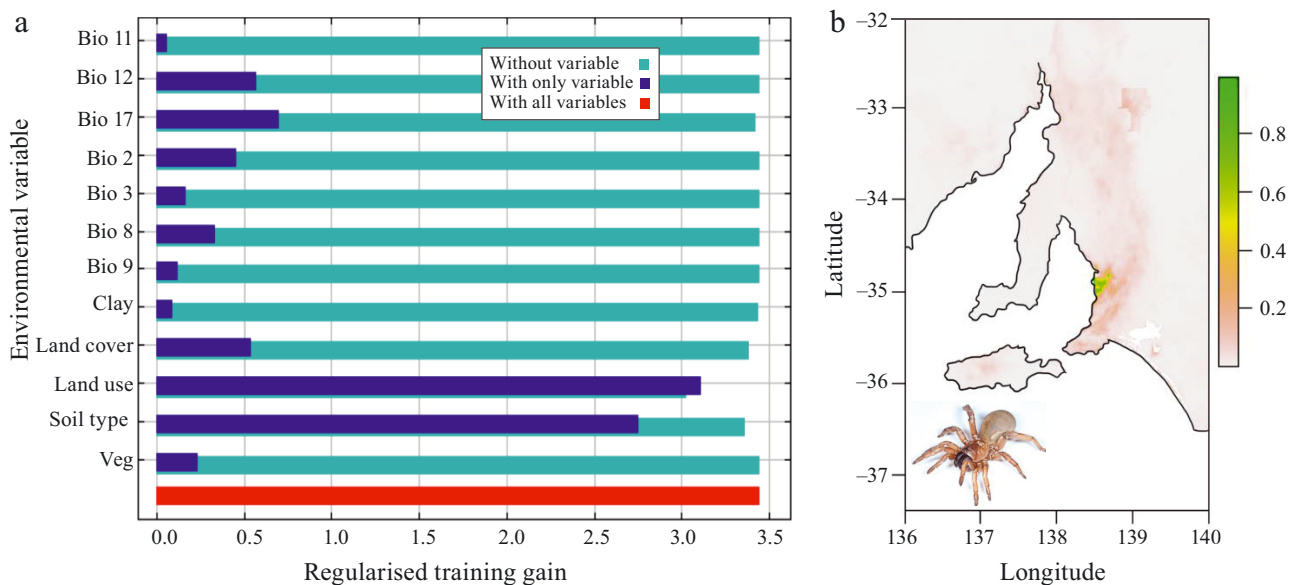 a
Environmental variable
Bio 11
Bio 12
Bio 17
Bio 2
Bio 3
Bio 8
Bio 9
Clay
Land cover
Land use
Soil type
Veg
Without variable
With only variable
With all variables
0.0 0.5 1.0 1.5 2.0 2.5 3.0 3.5
Regularised training gain
b
Latitude
–32
–33
–34
–35
–36
–37
136 137 138 139 140
Longitude
0.8
0.6
0.4
0.2